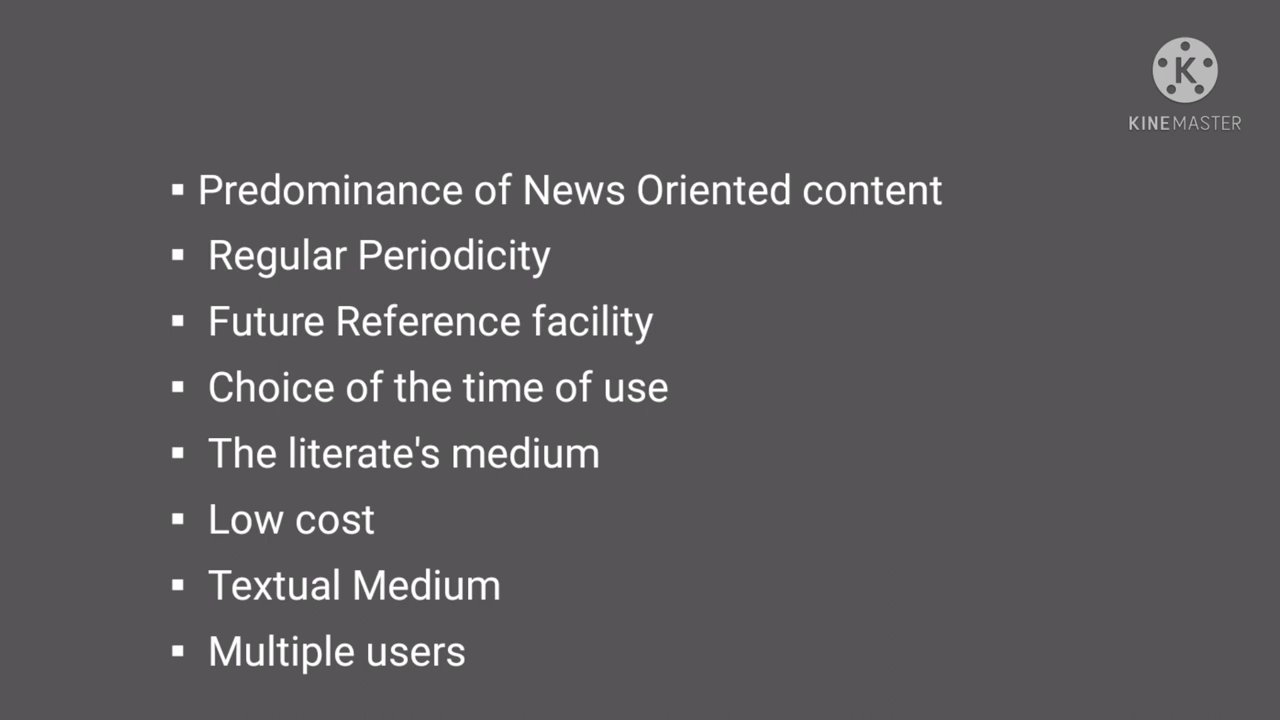 KINEMASTER
▪ Predominance of News Oriented content
▪ Regular Periodicity
▪ Future Reference facility
▪ Choice of the time of use
▪ The literate's medium
▪ Low cost
▪ Textual Medium
▪ Multiple users